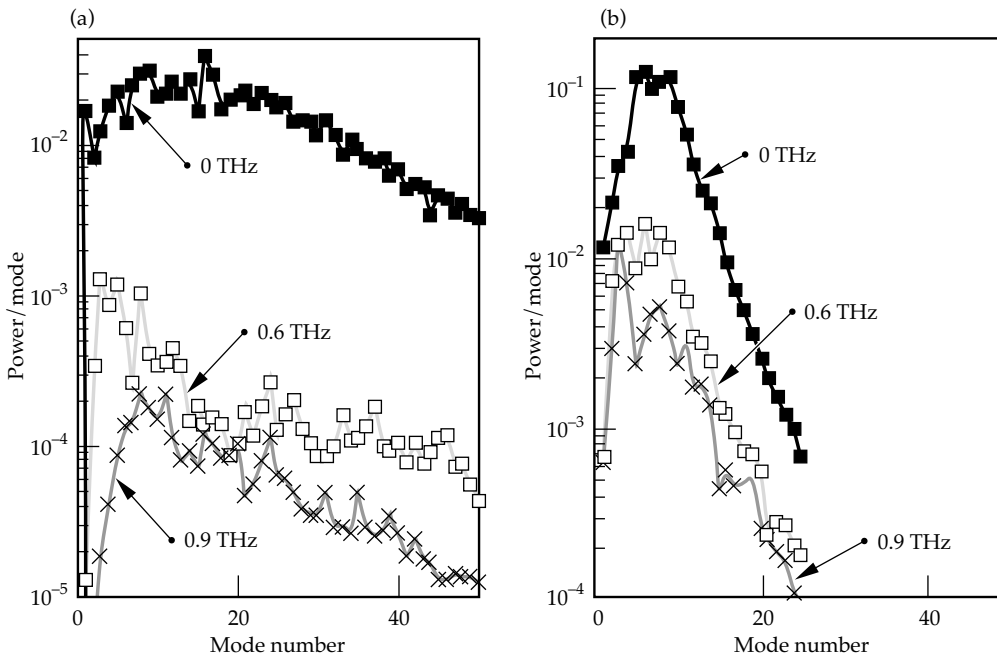 (a)
Power/mode
10⁻²
10⁻³
10⁻⁴
10⁻⁵
0 THz
0.6 THz
0.9 THz
0 20 40
Mode number
(b)
Power/mode
10⁻¹
10⁻²
10⁻³
10⁻⁴
0 THz
0.6 THz
0.9 THz
0 20 40
Mode number